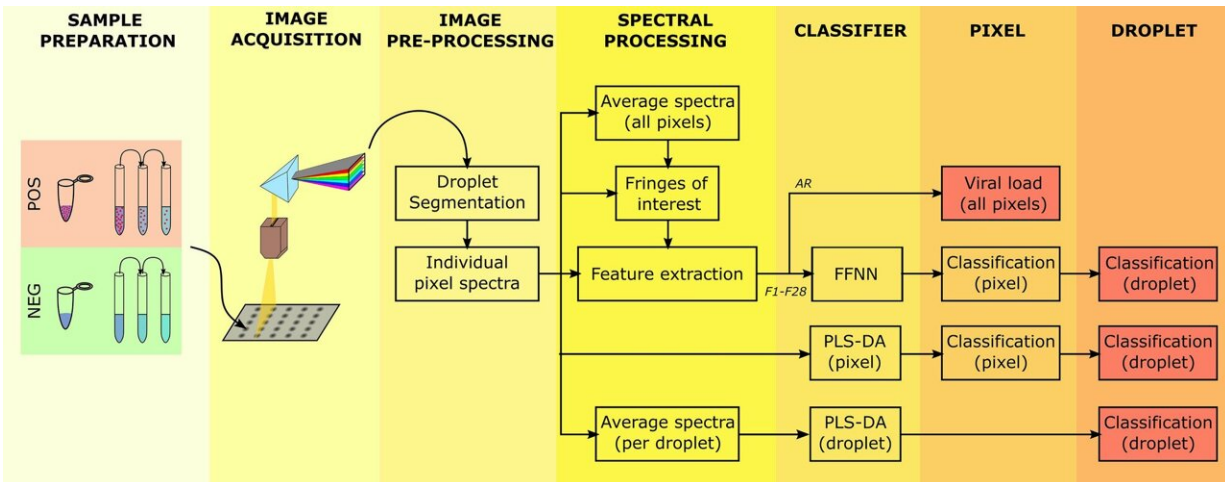 SAMPLE
PREPARATION
IMAGE
ACQUISITION
IMAGE
PRE-PROCESSING
SPECTRAL
PROCESSING
CLASSIFIER
PIXEL
DROPLET
POS
NEG
Droplet
Segmentation
Individual
pixel spectra
Average spectra
(all pixels)
Fringes of
interest
Feature extraction
AR
F1-F28
Viral load
(all pixels)
FFNN
Classification
(pixel)
Classification
(droplet)
PLS-DA
(pixel)
Classification
(pixel)
Classification
(droplet)
Average spectra
(per droplet)
PLS-DA
(droplet)
Classification
(droplet)